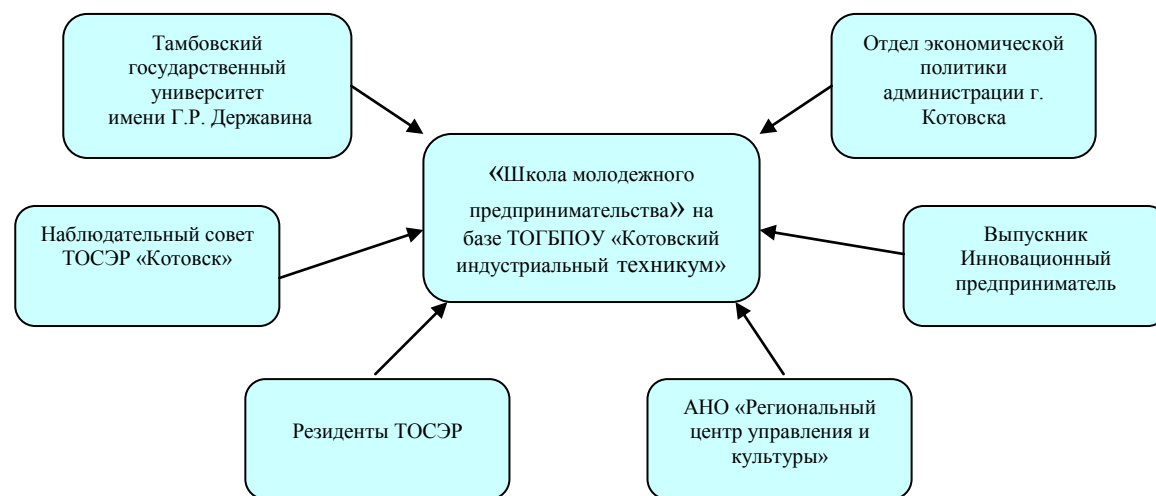 Тамбовский
государственный
университет
имени Г.Р. Державина
Отдел экономической
политики
администрации г.
Котовска
«Школа молодежного
предпринимательства» на
базе ТОГБПОУ «Котовский
индустриальный техникум»
Наблюдательный совет
ТОСЭР «Котовск»
Выпускник
Инновационный
предприниматель
Резиденты ТОСЭР
АНО «Региональный
центр управления и
культуры»